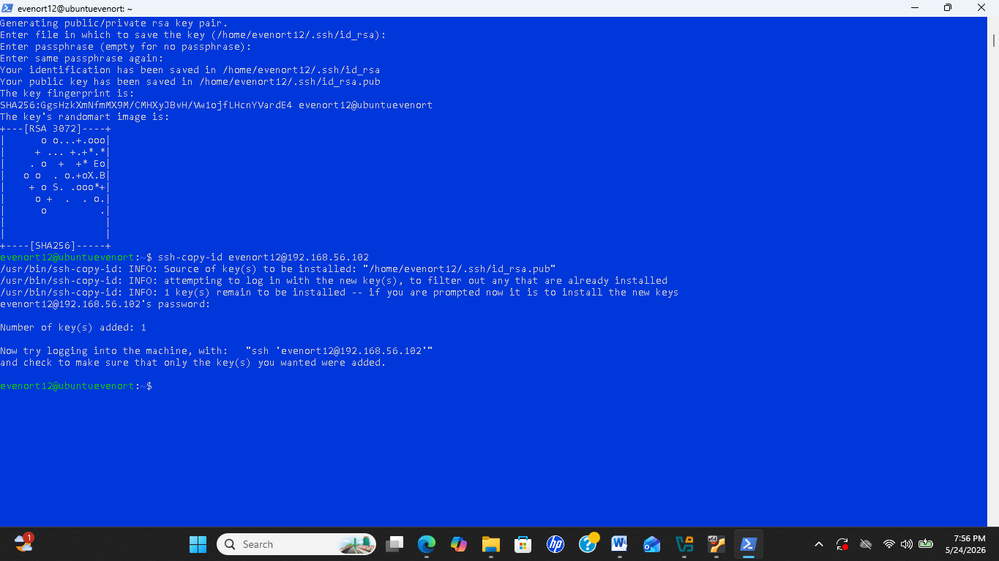 evenort12@ubuntuevenort: ~
Generating public/private rsa key pair.
Enter file in which to save the key (/home/evenort12/.ssh/id_rsa):
Enter passphrase (empty for no passphrase):
Enter same passphrase again:
Your identification has been saved in /home/evenort12/.ssh/id_rsa
Your public key has been saved in /home/evenort12/.ssh/id_rsa.pub
The key fingerprint is:
SHA256:GgsHzkXmNfmMX9M/CMHXyJBvH/Vw1ojfLHcnYVardE4 evenort12@ubuntuevenort
The key's randomart image is:
+---[RSA 3072]----+
|      o o...+.ooo|
|     + ... +.+*.*|
|    . o  +  +* Eo|
|   o o  . o.+oX.B|
|    + o S. .ooo*+|
|     o +  .  . o.|
|      o         .|
|                 |
|                 |
+----[SHA256]-----+
evenort12@ubuntuevenort:~$ ssh-copy-id evenort12@192.168.56.102
/usr/bin/ssh-copy-id: INFO: Source of key(s) to be installed: "/home/evenort12/.ssh/id_rsa.pub"
/usr/bin/ssh-copy-id: INFO: attempting to log in with the new key(s), to filter out any that are already installed
/usr/bin/ssh-copy-id: INFO: 1 key(s) remain to be installed -- if you are prompted now it is to install the new keys
evenort12@192.168.56.102's password:
Number of key(s) added: 1
Now try logging into the machine, with:   "ssh 'evenort12@192.168.56.102'"
and check to make sure that only the key(s) you wanted were added.
evenort12@ubuntuevenort:~$
1
Search
hp
X64
7:56 PM
5/24/2026